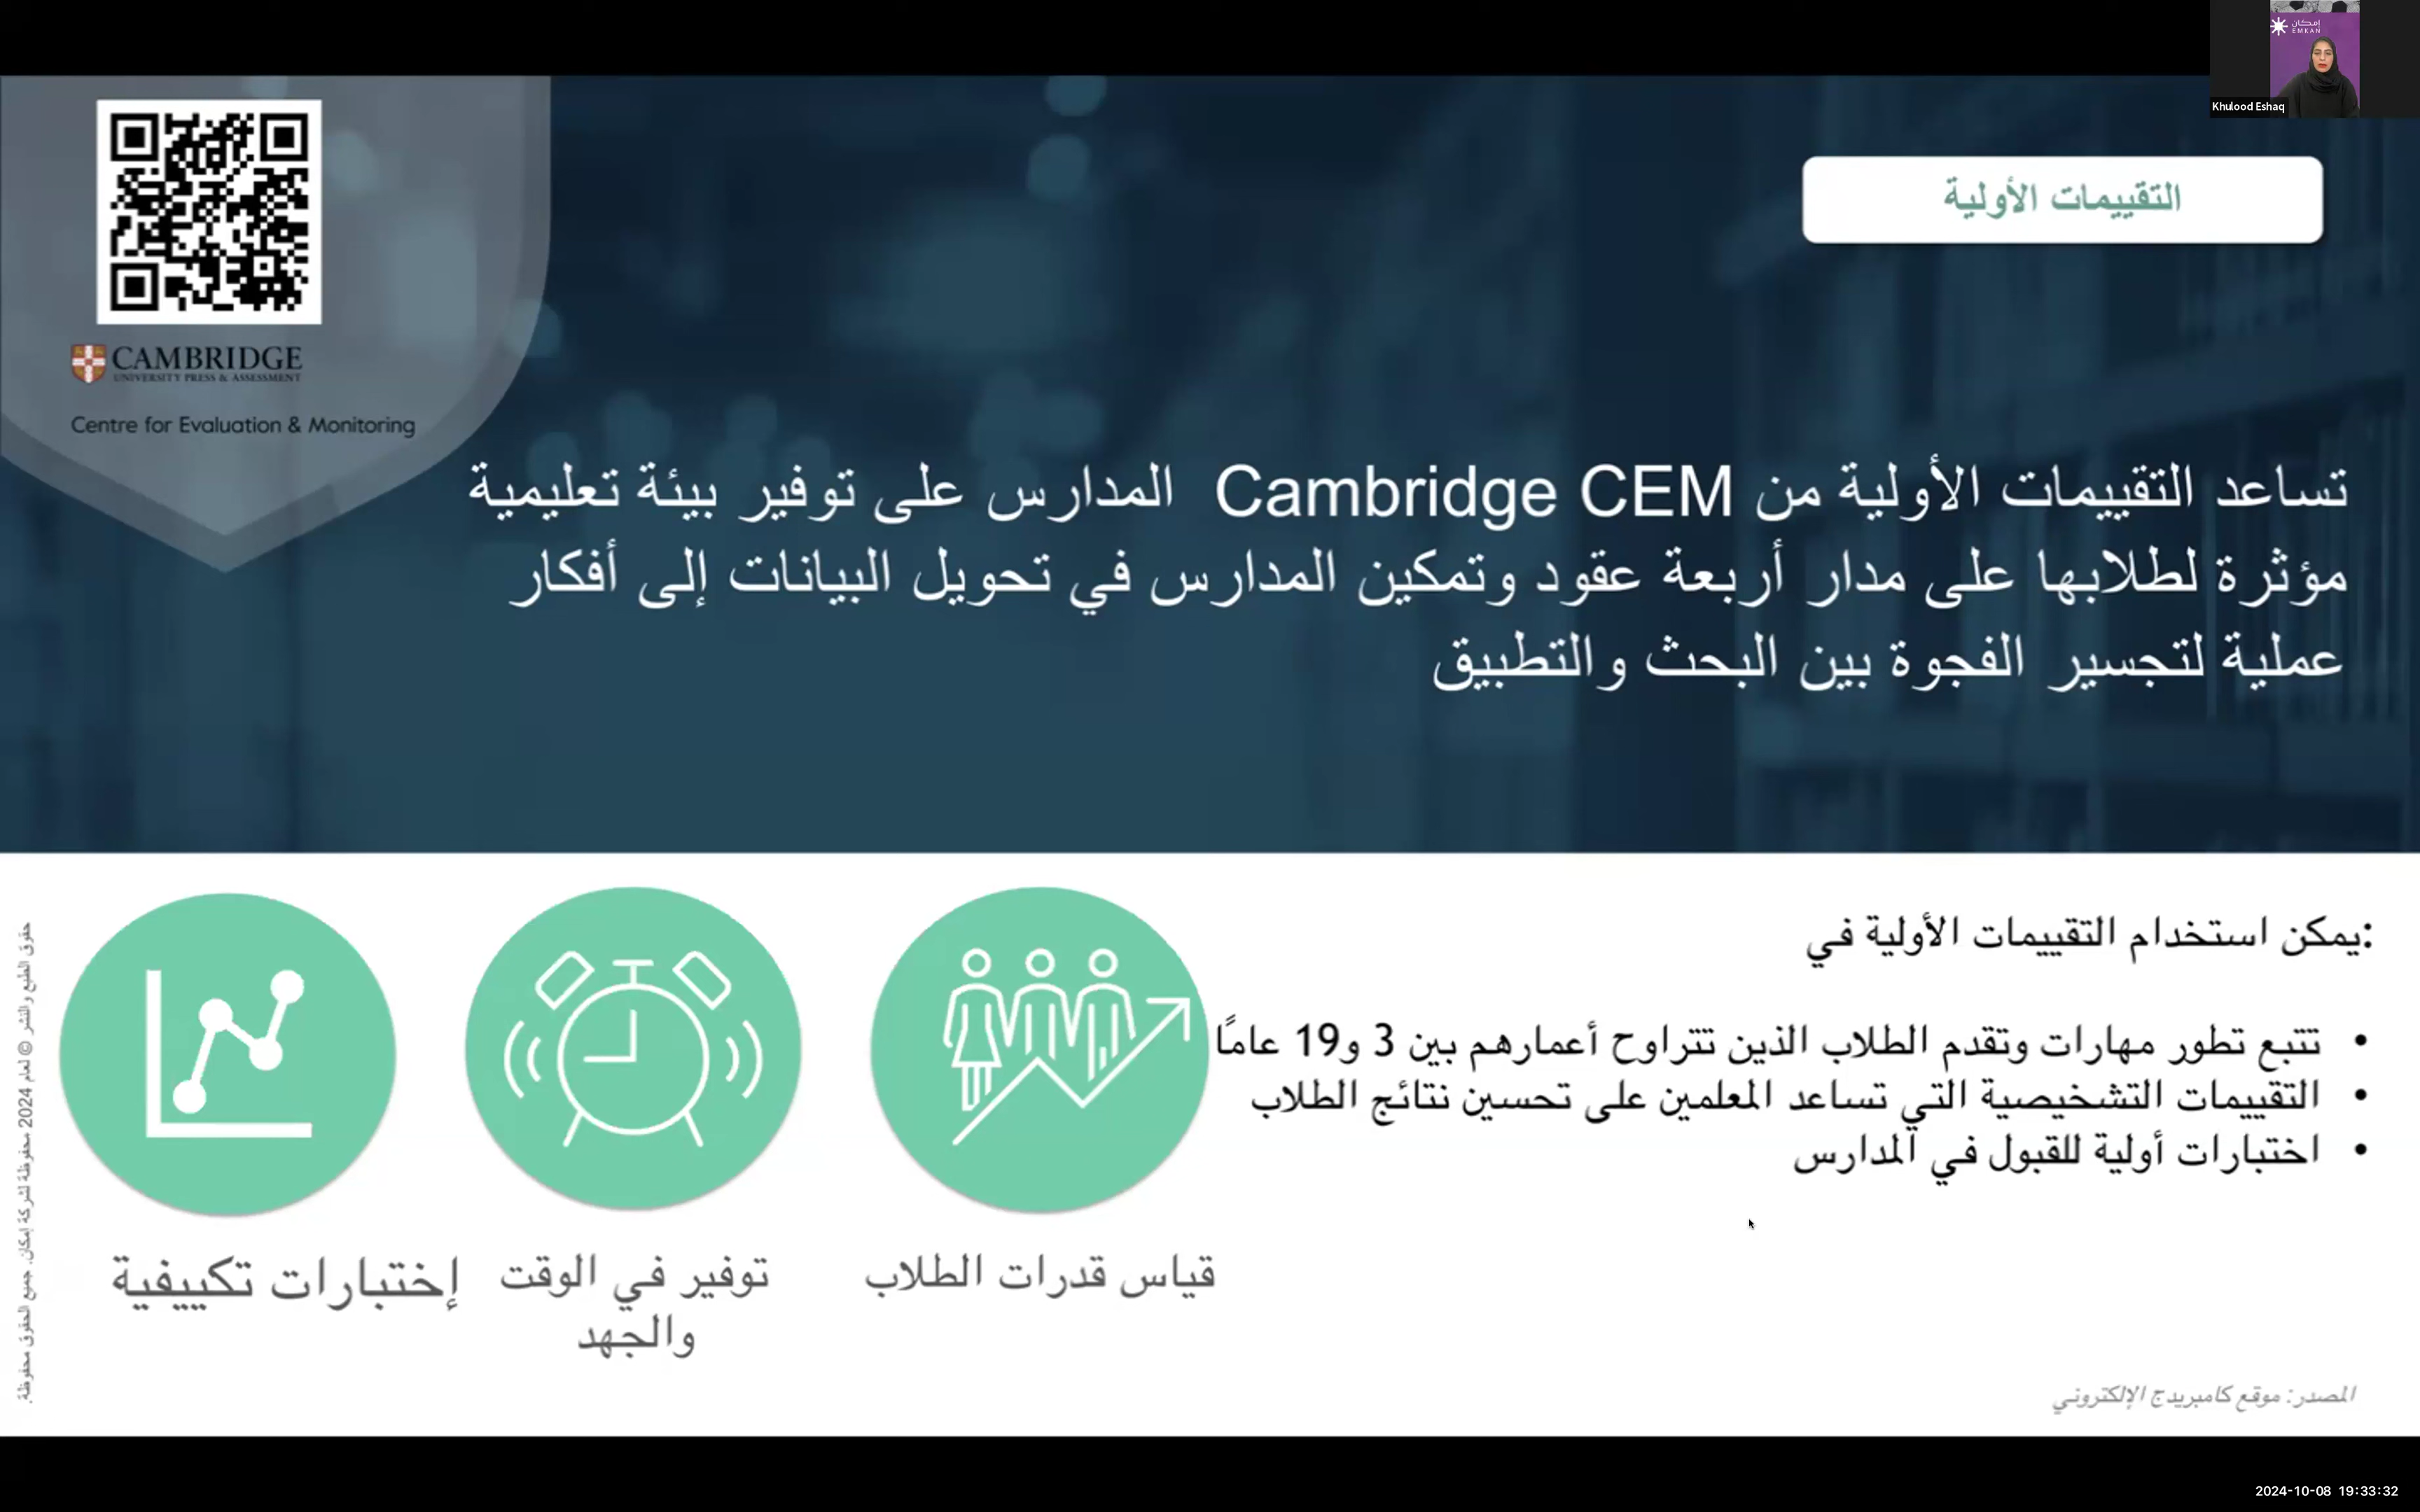 إمكان
EMKAN
Khulood Eshaq
التقييمات الأولية
CAMBRIDGE
UNIVERSITY PRESS & ASSESSMENT
Centre for Evaluation & Monitoring
تساعد التقييمات الأولية من Cambridge CEM المدارس على توفير بيئة تعليمية
مؤثرة لطلابها على مدار أربعة عقود وتمكين المدارس في تحويل البيانات إلى أفكار
عملية لتجسير الفجوة بين البحث والتطبيق
:يمكن استخدام التقييمات الأولية في
• تتبع تطور مهارات وتقدم الطلاب الذين تتراوح أعمارهم بين 3 و19 عامًا
• التقييمات التشخيصية التي تساعد المعلمين على تحسين نتائج الطلاب
• اختبارات أولية للقبول في المدارس
قياس قدرات الطلاب
توفير في الوقت
والجهد
إختبارات تكييفية
حقوق الطبع والنشر © لعام 2024 محفوظة لشركة إمكان. جميع الحقوق محفوظة.
المصدر: موقع كامبريدج الإلكتروني
2024-10-08 19:33:32